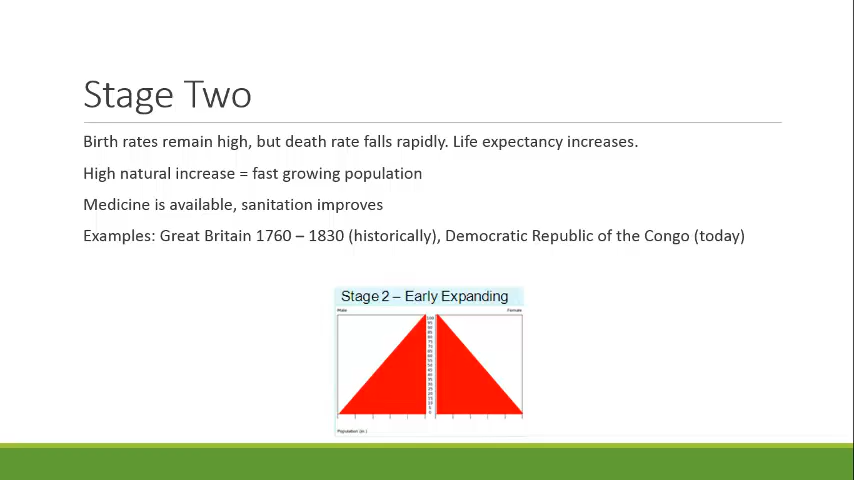 Stage Two
Birth rates remain high, but death rate falls rapidly. Life expectancy increases.
High natural increase = fast growing population
Medicine is available, sanitation improves
Examples: Great Britain 1760 – 1830 (historically), Democratic Republic of the Congo (today)
Stage 2 – Early Expanding
Male Female